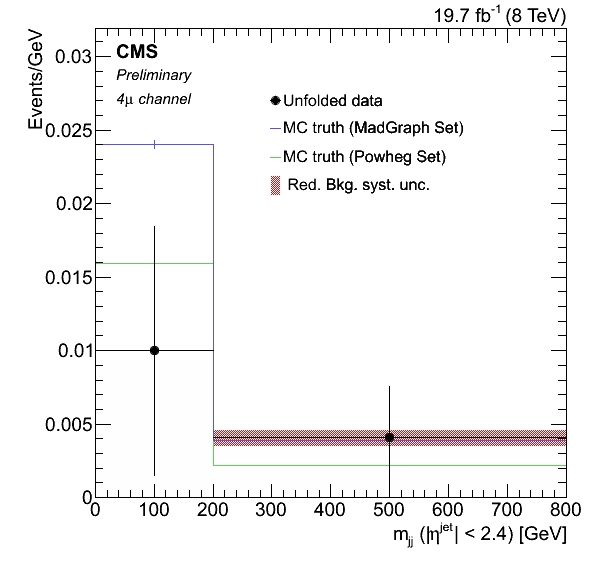 19.7 fb⁻¹ (8 TeV)
Events/GeV
CMS
Preliminary
4μ channel
Unfolded data
MC truth (MadGraph Set)
MC truth (Powheg Set)
Red. Bkg. syst. unc.
0.03
0.025
0.02
0.015
0.01
0.005
0
0 100 200 300 400 500 600 700 800
m_jj (|η^jet| < 2.4) [GeV]